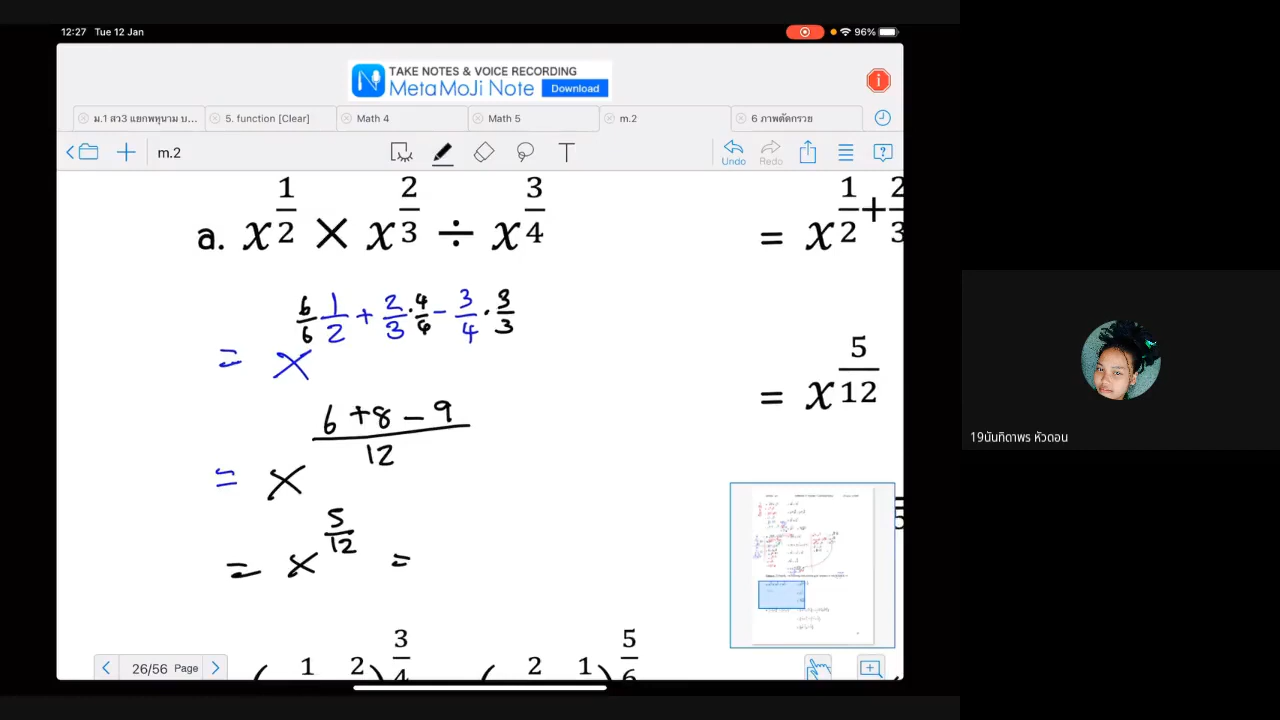 12:27 Tue 12 Jan 96%
TAKE NOTES & VOICE RECORDING
MetaMoJi Note Download
ม.1 สว3 แยกพหุนาม บ... 5. function [Clear] Math 4 Math 5 m.2 6 ภาพตัดกรวย
m.2 Undo Redo
a. x^{1/2} × x^{2/3} ÷ x^{3/4} = x^{1/2+2/3
= x^{6/6 1/2 + 2/3 · 4/4 - 3/4 · 3/3}
= x^{5/12}
= x^{(6+8-9)/12}
= x^{5/12} =
19นันทิดาพร หัวดอน
26/56 Page